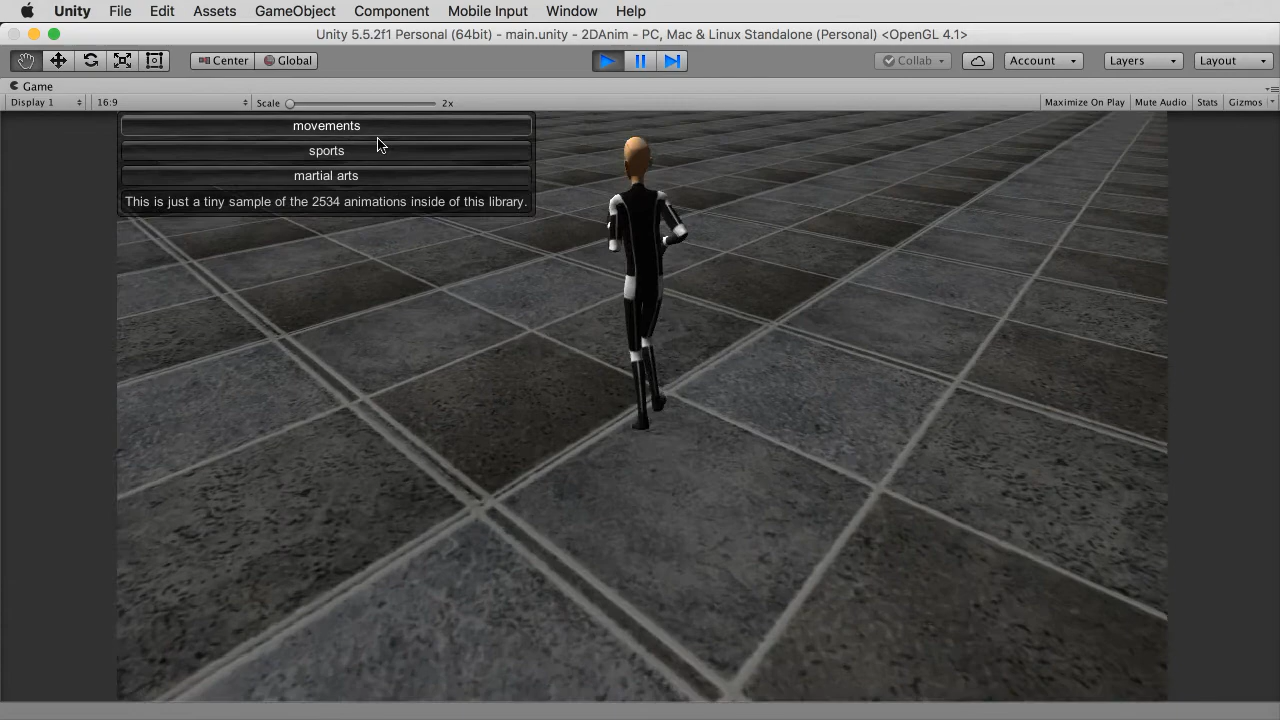 Unity File Edit Assets GameObject Component Mobile Input Window Help
Unity 5.5.2f1 Personal (64bit) - main.unity - 2DAnim - PC, Mac & Linux Standalone (Personal) <OpenGL 4.1>
Center Global Collab Account Layers Layout
Game
Display 1 16:9 Scale 2x Maximize On Play Mute Audio Stats Gizmos
movements
sports
martial arts
This is just a tiny sample of the 2534 animations inside of this library.